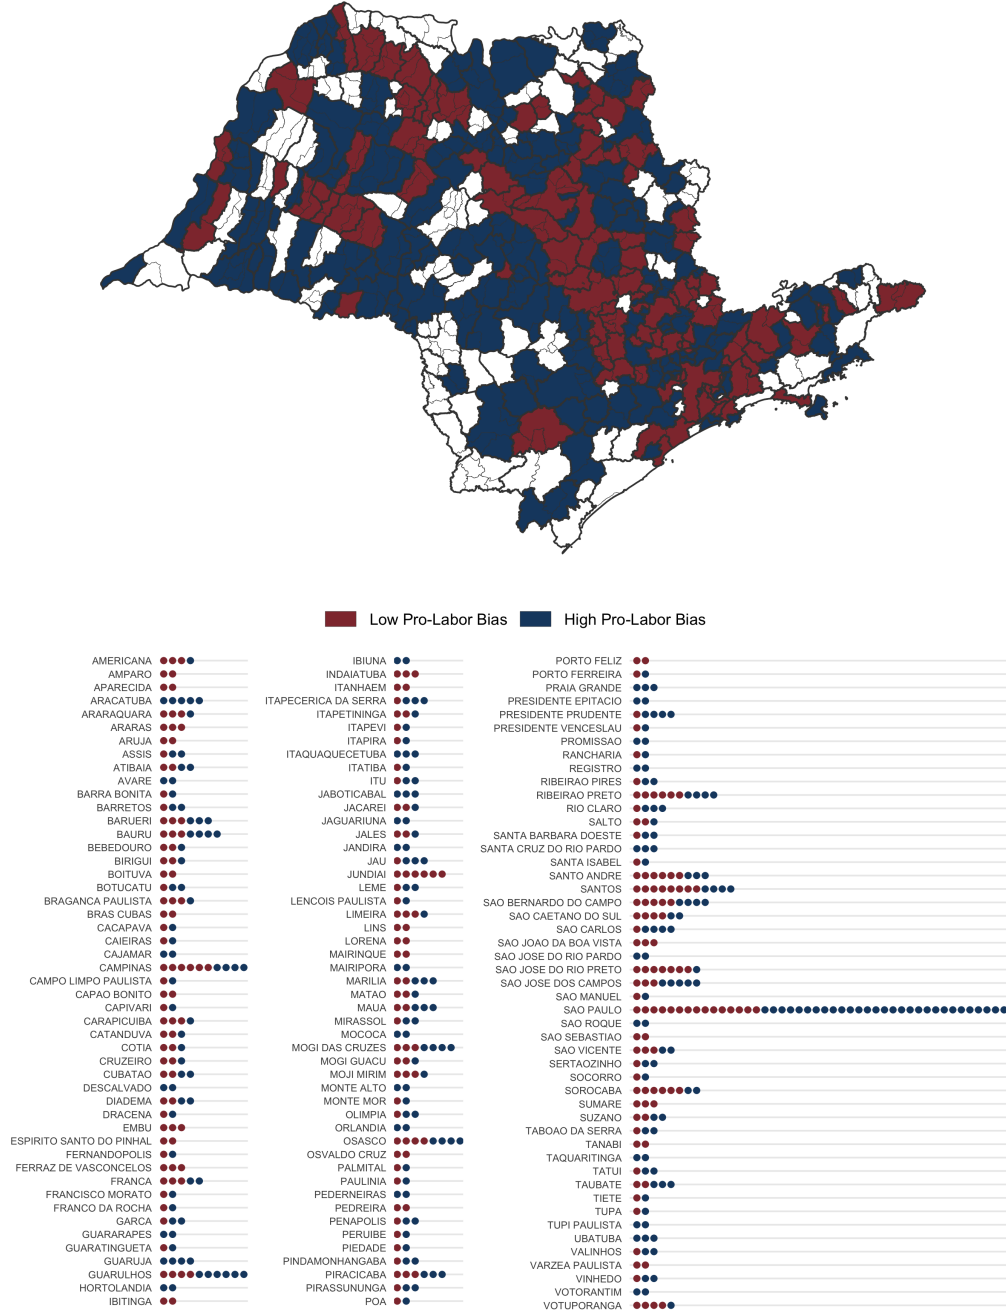 Low Pro-Labor Bias
High Pro-Labor Bias
AMERICANA
AMPARO
APARECIDA
ARACATUBA
ARARAQUARA
ARARAS
ARUJA
ASSIS
ATIBAIA
AVARE
BARRA BONITA
BARRETOS
BARUERI
BAURU
BEBEDOURO
BIRIGUI
BOITUVA
BOTUCATU
BRAGANCA PAULISTA
BRAS CUBAS
CACAPAVA
CAIEIRAS
CAJAMAR
CAMPINAS
CAMPO LIMPO PAULISTA
CAPAO BONITO
CAPIVARI
CARAPICUIBA
CATANDUVA
COTIA
CRUZEIRO
CUBATAO
DESCALVADO
DIADEMA
DRACENA
EMBU
ESPIRITO SANTO DO PINHAL
FERNANDOPOLIS
FERRAZ DE VASCONCELOS
FRANCA
FRANCISCO MORATO
FRANCO DA ROCHA
GARCA
GUARARAPES
GUARATINGUETA
GUARUJA
GUARULHOS
HORTOLANDIA
IBITINGA
IBIUNA
INDAIATUBA
ITANHAEM
ITAPECERICA DA SERRA
ITAPETININGA
ITAPEVI
ITAPIRA
ITAQUAQUECETUBA
ITATIBA
ITU
JABOTICABAL
JACAREI
JAGUARIUNA
JALES
JANDIRA
JAU
JUNDIAI
LEME
LENCOIS PAULISTA
LIMEIRA
LINS
LORENA
MAIRINQUE
MAIRIPORA
MARILIA
MATAO
MAUA
MIRASSOL
MOCOCA
MOGI DAS CRUZES
MOGI GUACU
MOJI MIRIM
MONTE ALTO
MONTE MOR
OLIMPIA
ORLANDIA
OSASCO
OSVALDO CRUZ
PALMITAL
PAULINIA
PEDERNEIRAS
PEDREIRA
PENAPOLIS
PERUIBE
PIEDADE
PINDAMONHANGABA
PIRACICABA
PIRASSUNUNGA
POA
PORTO FELIZ
PORTO FERREIRA
PRAIA GRANDE
PRESIDENTE EPITACIO
PRESIDENTE PRUDENTE
PRESIDENTE VENCESLAU
PROMISSAO
RANCHARIA
REGISTRO
RIBEIRAO PIRES
RIBEIRAO PRETO
RIO CLARO
SALTO
SANTA BARBARA DOESTE
SANTA CRUZ DO RIO PARDO
SANTA ISABEL
SANTO ANDRE
SANTOS
SAO BERNARDO DO CAMPO
SAO CAETANO DO SUL
SAO CARLOS
SAO JOAO DA BOA VISTA
SAO JOSE DO RIO PARDO
SAO JOSE DO RIO PRETO
SAO JOSE DOS CAMPOS
SAO MANUEL
SAO PAULO
SAO ROQUE
SAO SEBASTIAO
SAO VICENTE
SERTAOZINHO
SOCORRO
SOROCABA
SUMARE
SUZANO
TABOAO DA SERRA
TANABI
TAQUARITINGA
TATUI
TAUBATE
TIETE
TUPA
TUPI PAULISTA
UBATUBA
VALINHOS
VARZEA PAULISTA
VINHEDO
VOTORANTIM
VOTUPORANGA